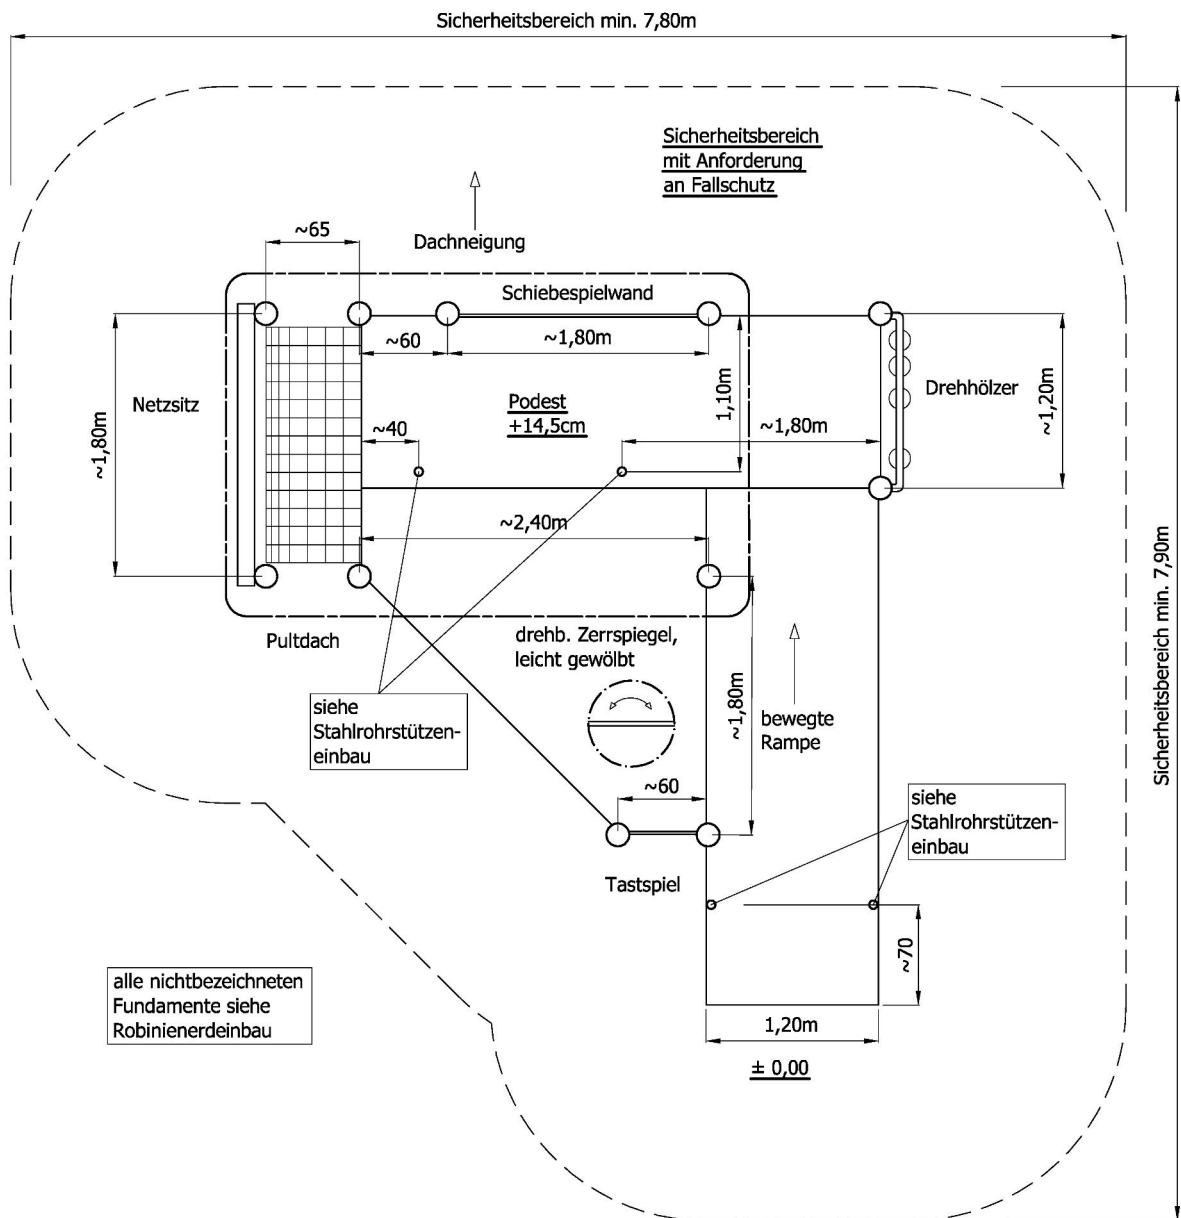 Sicherheitsbereich min. 7,80m
Sicherheitsbereich
mit Anforderung
an Fallschutz
~65
Dachneigung
Schiebespielwand
~60
~1,80m
Netzsitz
~1,80m
Podest
+14,5cm
1,10m
Drehhölzer
~1,20m
~40
~1,80m
~2,40m
Sicherheitsbereich min. 7,90m
Pultdach
drehb. Zerrspiegel,
leicht gewölbt
siehe
Stahlrohrstützen-
einbau
~1,80m
bewegte
Rampe
~60
siehe
Stahlrohrstützen-
einbau
Tastspiel
~70
alle nichtbezeichneten
Fundamente siehe
Robinienerdeinbau
1,20m
± 0,00